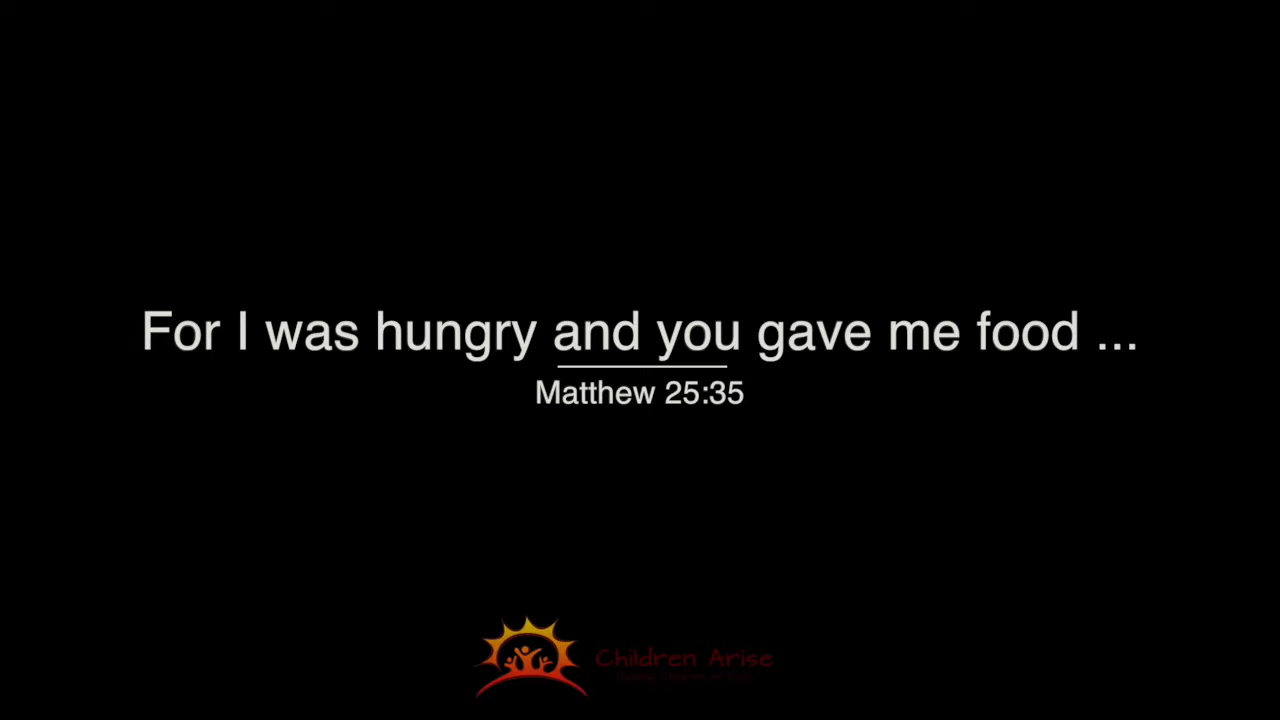 For I was hungry and you gave me food ...
Matthew 25:35
Children Arise